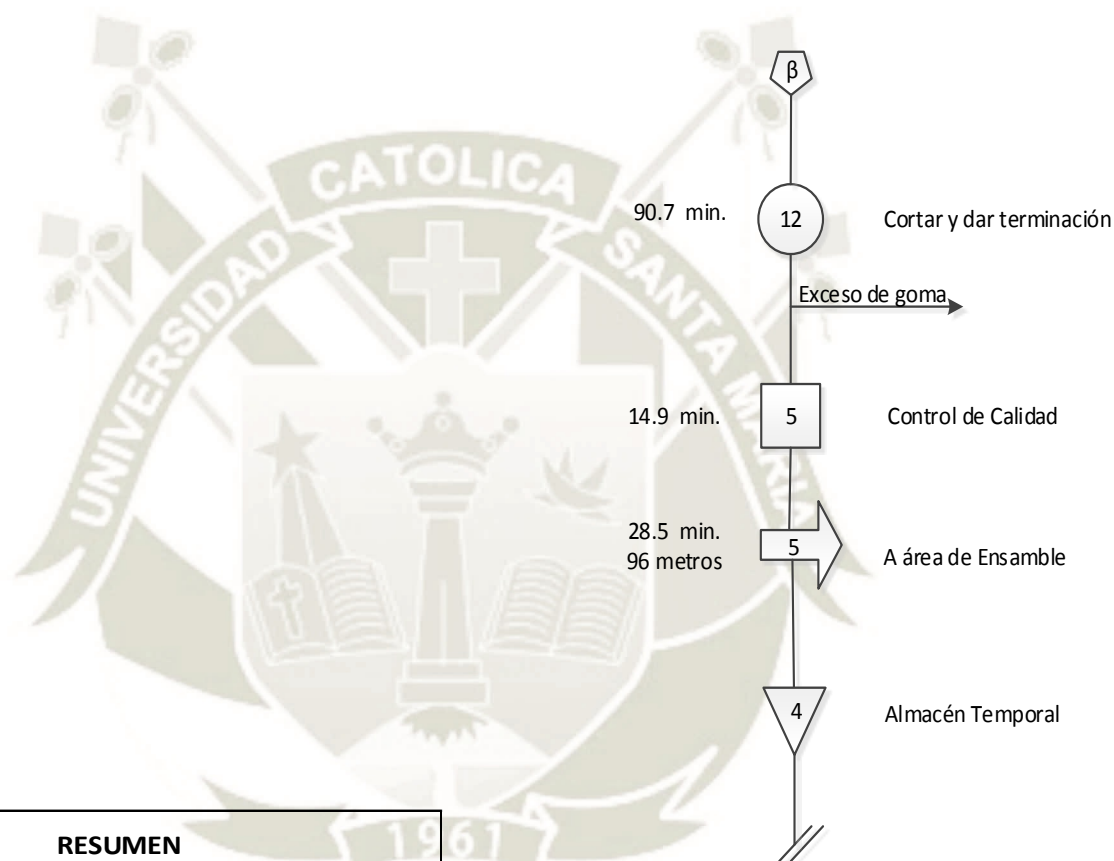 β
90.7 min.
12
Cortar y dar terminación
Exceso de goma
14.9 min.
5
Control de Calidad
28.5 min.
96 metros
5
A área de Ensamble
4
Almacén Temporal
RESUMEN
UNIVERSIDAD CATOLICA SANTA MARIA
1961